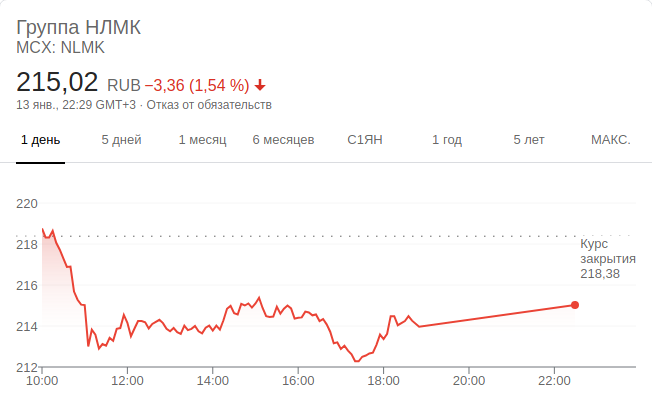 Группа НЛМК
MCX: NLMK
215,02 RUB −3,36 (1,54 %)
13 янв., 22:29 GMT+3 · Отказ от обязательств
1 день 5 дней 1 месяц 6 месяцев С1ЯН 1 год 5 лет МАКС.
220
218
216
214
212
Курс
закрытия
218,38
10:00 12:00 14:00 16:00 18:00 20:00 22:00